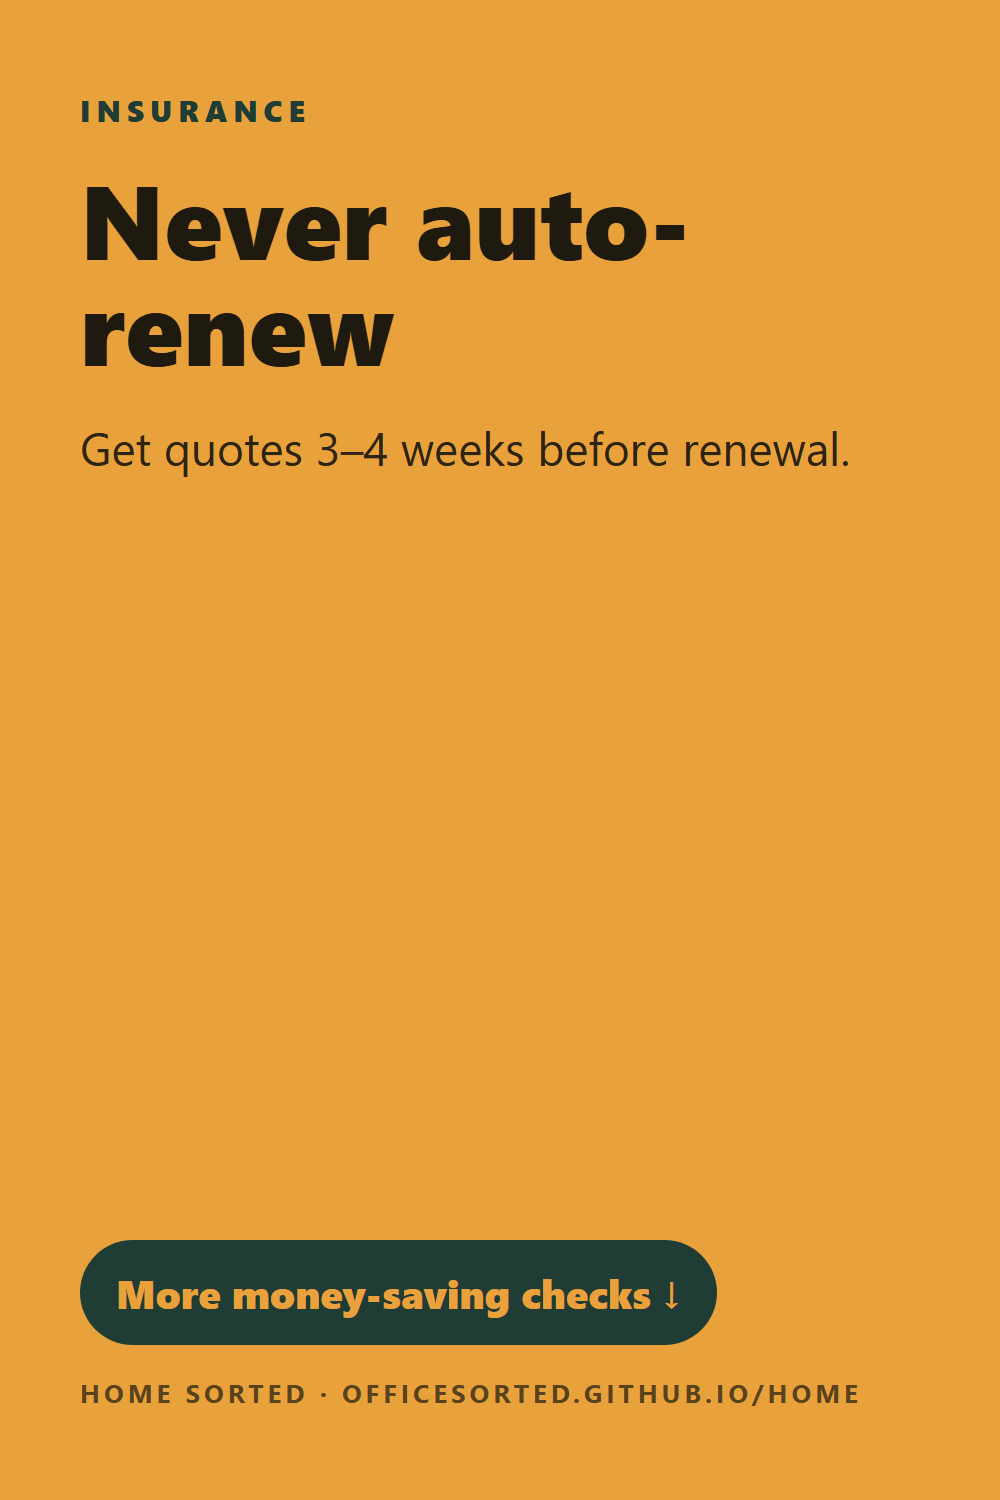 INSURANCE
Never auto-
renew
Get quotes 3–4 weeks before renewal.
More money-saving checks ↓
HOME SORTED · OFFICESORTED.GITHUB.IO/HOME